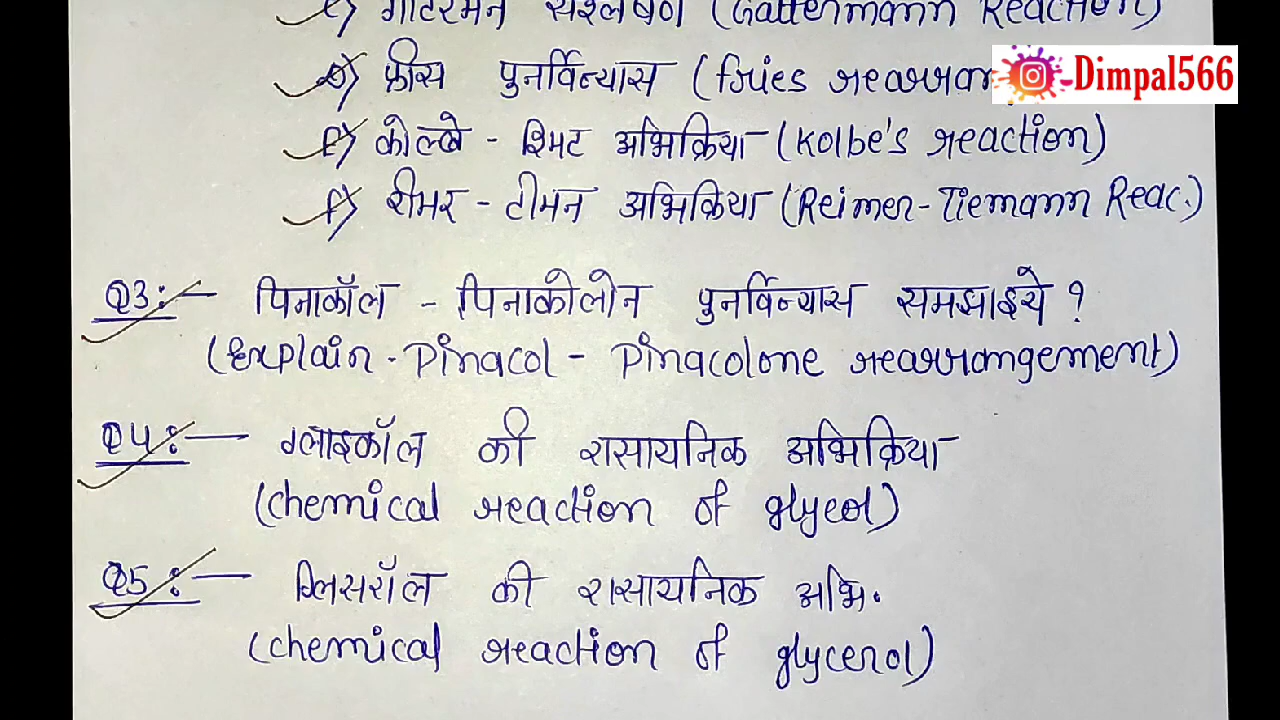 c) गाटरमन संश्लेषण (Gattermann Reaction)
d) फ्रीस पुनर्विन्यास (fries rearrang
-Dimpal566
e) कोल्बे - श्मिट अभिक्रिया (Kolbe's reaction)
f) रीमर - टीमन अभिक्रिया (Reimer-Tiemann Reac.)
Q3:- पिनाकॉल - पिनाकोलोन पुनर्विन्यास समझाइये ?
(Explain - Pinacol - Pinacolone rearrangement)
Q4:- ग्लाइकॉल की रासायनिक अभिक्रिया
(chemical reaction of glycol)
Q5:- ग्लिसरॉल की रासायनिक अभि.
(chemical reaction of glycerol)